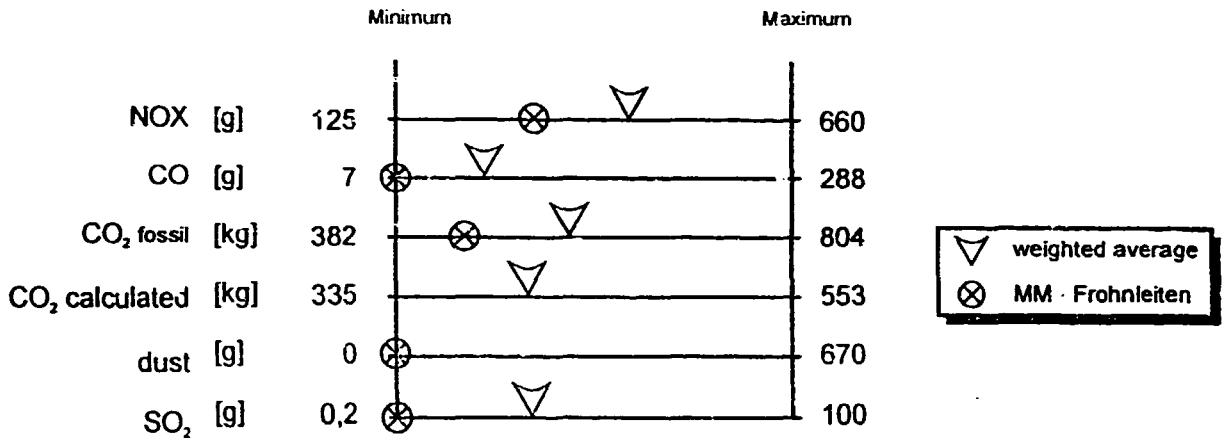 Minimum Maximum
NOX [g] 125 660
CO [g] 7 288
CO₂ fossil [kg] 382 804
CO₂ calculated [kg] 335 553
dust [g] 0 670
SO₂ [g] 0,2 100
weighted average
MM - Frohnleiten